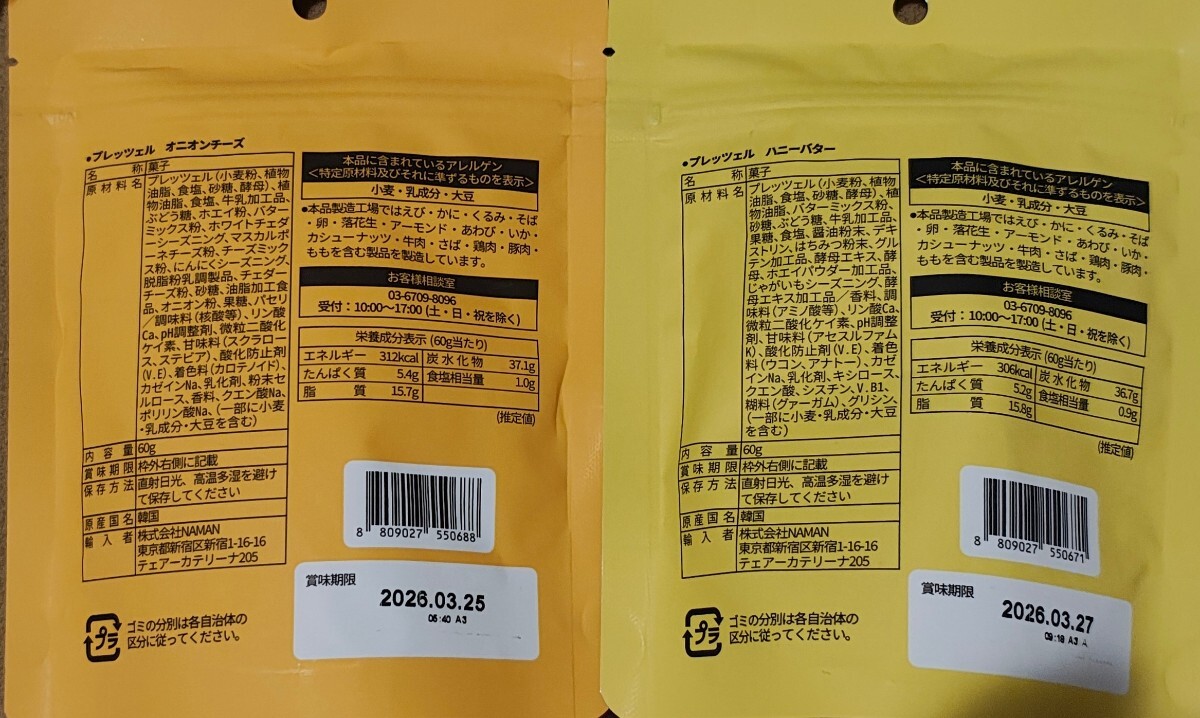 ●プレッツェル オニオンチーズ
名称 菓子
原材料名 プレッツェル(小麦粉、植物
油脂、食塩、砂糖、酵母)、植
物油脂、食塩、牛乳加工品、
ぶどう糖、ホエイ粉、バター
ミックス粉、ホワイトチェダ
ーシーズニング、マスカルポ
ーネチーズ粉、チーズミック
ス粉、にんにくシーズニング、
脱脂粉乳調製品、チェダー
チーズ粉、砂糖、油脂加工食
品、オニオン粉、果糖、パセリ
/調味料(核酸等)、リン酸
Ca、pH調整剤、微粒二酸化
ケイ素、甘味料(スクラロー
ス、ステビア)、酸化防止剤
(V.E)、着色料(カロテノイド)、
カゼインNa、乳化剤、粉末セ
ルロース、香料、クエン酸Na、
ポリリン酸Na、(一部に小麦
・乳成分・大豆を含む)
内容量 60g
賞味期限 枠外右側に記載
保存方法 直射日光、高温多湿を避け
て保存してください
原産国名 韓国
輸入者 株式会社NAMAN
東京都新宿区新宿1-16-16
テェアーカテリーナ205
プラ
ゴミの分別は各自治体の
区分に従ってください。
本品に含まれているアレルゲン
<特定原材料及びそれに準ずるものを表示>
小麦・乳成分・大豆
●本品製造工場ではえび・かに・くるみ・そば
・卵・落花生・アーモンド・あわび・いか・
カシューナッツ・牛肉・さば・鶏肉・豚肉・
ももを含む製品を製造しています。
お客様相談室
03-6709-8096
受付:10:00〜17:00(土・日・祝を除く)
栄養成分表示(60g当たり)
エネルギー 312kcal 炭水化物 37.1g
たんぱく質 5.4g 食塩相当量 1.0g
脂質 15.7g
(推定値)
8 809027 550688
賞味期限
2026.03.25
05:40 A3
●プレッツェル ハニーバター
名称 菓子
原材料名 プレッツェル(小麦粉、植物
油脂、食塩、砂糖、酵母)、植
物油脂、バターミックス粉、
砂糖、ぶどう糖、牛乳加工品、
果糖、食塩、醤油粉末、デキ
ストリン、はちみつ粉末、グル
テン加工品、酵母エキス、酵
母、ホエイパウダー加工品、
じゃがいもシーズニング、酵
母エキス加工品/香料、調
味料(アミノ酸等)、リン酸Ca、
微粒二酸化ケイ素、pH調整
剤、甘味料(アセスルファム
K)、酸化防止剤(V.E)、着色
料(ウコン、アナトー)、カゼ
インNa、乳化剤、キシロース、
クエン酸、シスチン、V.B1、
糊料(グァーガム)、グリシン、
(一部に小麦・乳成分・大豆
を含む)
内容量 60g
賞味期限 枠外右側に記載
保存方法 直射日光、高温多湿を避け
て保存してください
原産国名 韓国
輸入者 株式会社NAMAN
東京都新宿区新宿1-16-16
テェアーカテリーナ205
プラ
ゴミの分別は各自治体の
区分に従ってください。
本品に含まれているアレルゲン
<特定原材料及びそれに準ずるものを表示>
小麦・乳成分・大豆
●本品製造工場ではえび・かに・くるみ・そば
・卵・落花生・アーモンド・あわび・いか・
カシューナッツ・牛肉・さば・鶏肉・豚肉・
ももを含む製品を製造しています。
お客様相談室
03-6709-8096
受付:10:00〜17:00(土・日・祝を除く)
栄養成分表示(60g当たり)
エネルギー 306kcal 炭水化物 36.7g
たんぱく質 5.2g 食塩相当量 0.9g
脂質 15.8g
(推定値)
8 809027 550671
賞味期限
2026.03.27
09:18 A3 A